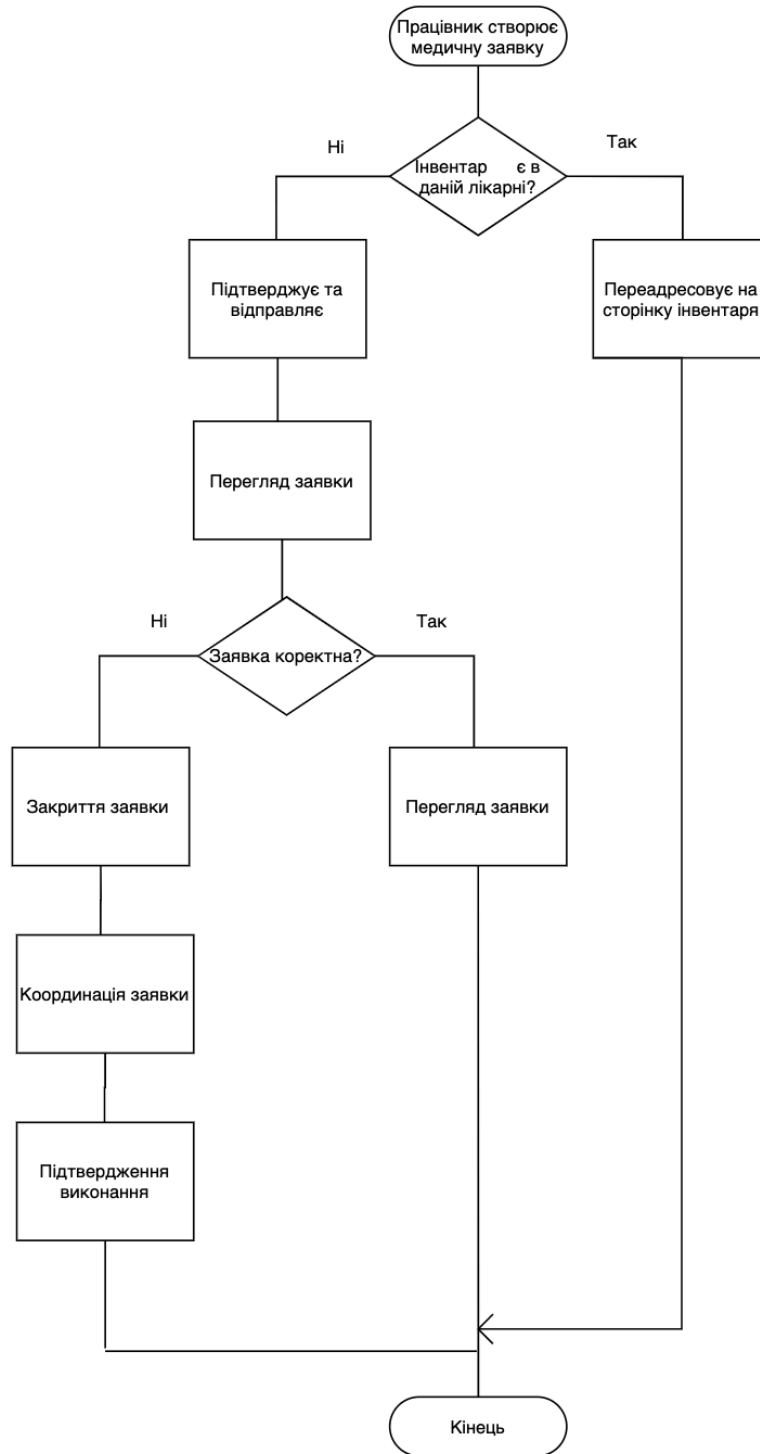 Працівник створює
медичну заявку
Ні
Так
Інвентар є в
даній лікарні?
Підтверджує та
відправляє
Переадресовує на
сторінку інвентаря
Перегляд заявки
Ні
Так
Заявка коректна?
Закриття заявки
Перегляд заявки
Координація заявки
Підтвердження
виконання
Кінець